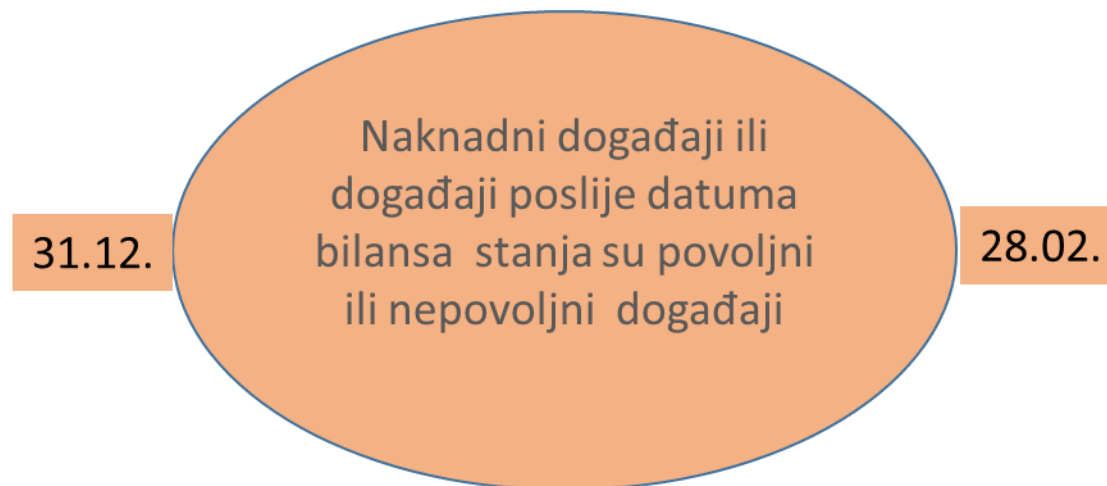 Naknadni događaji ili
događaji poslije datuma
bilansa stanja su povoljni
ili nepovoljni događaji
31.12.
28.02.